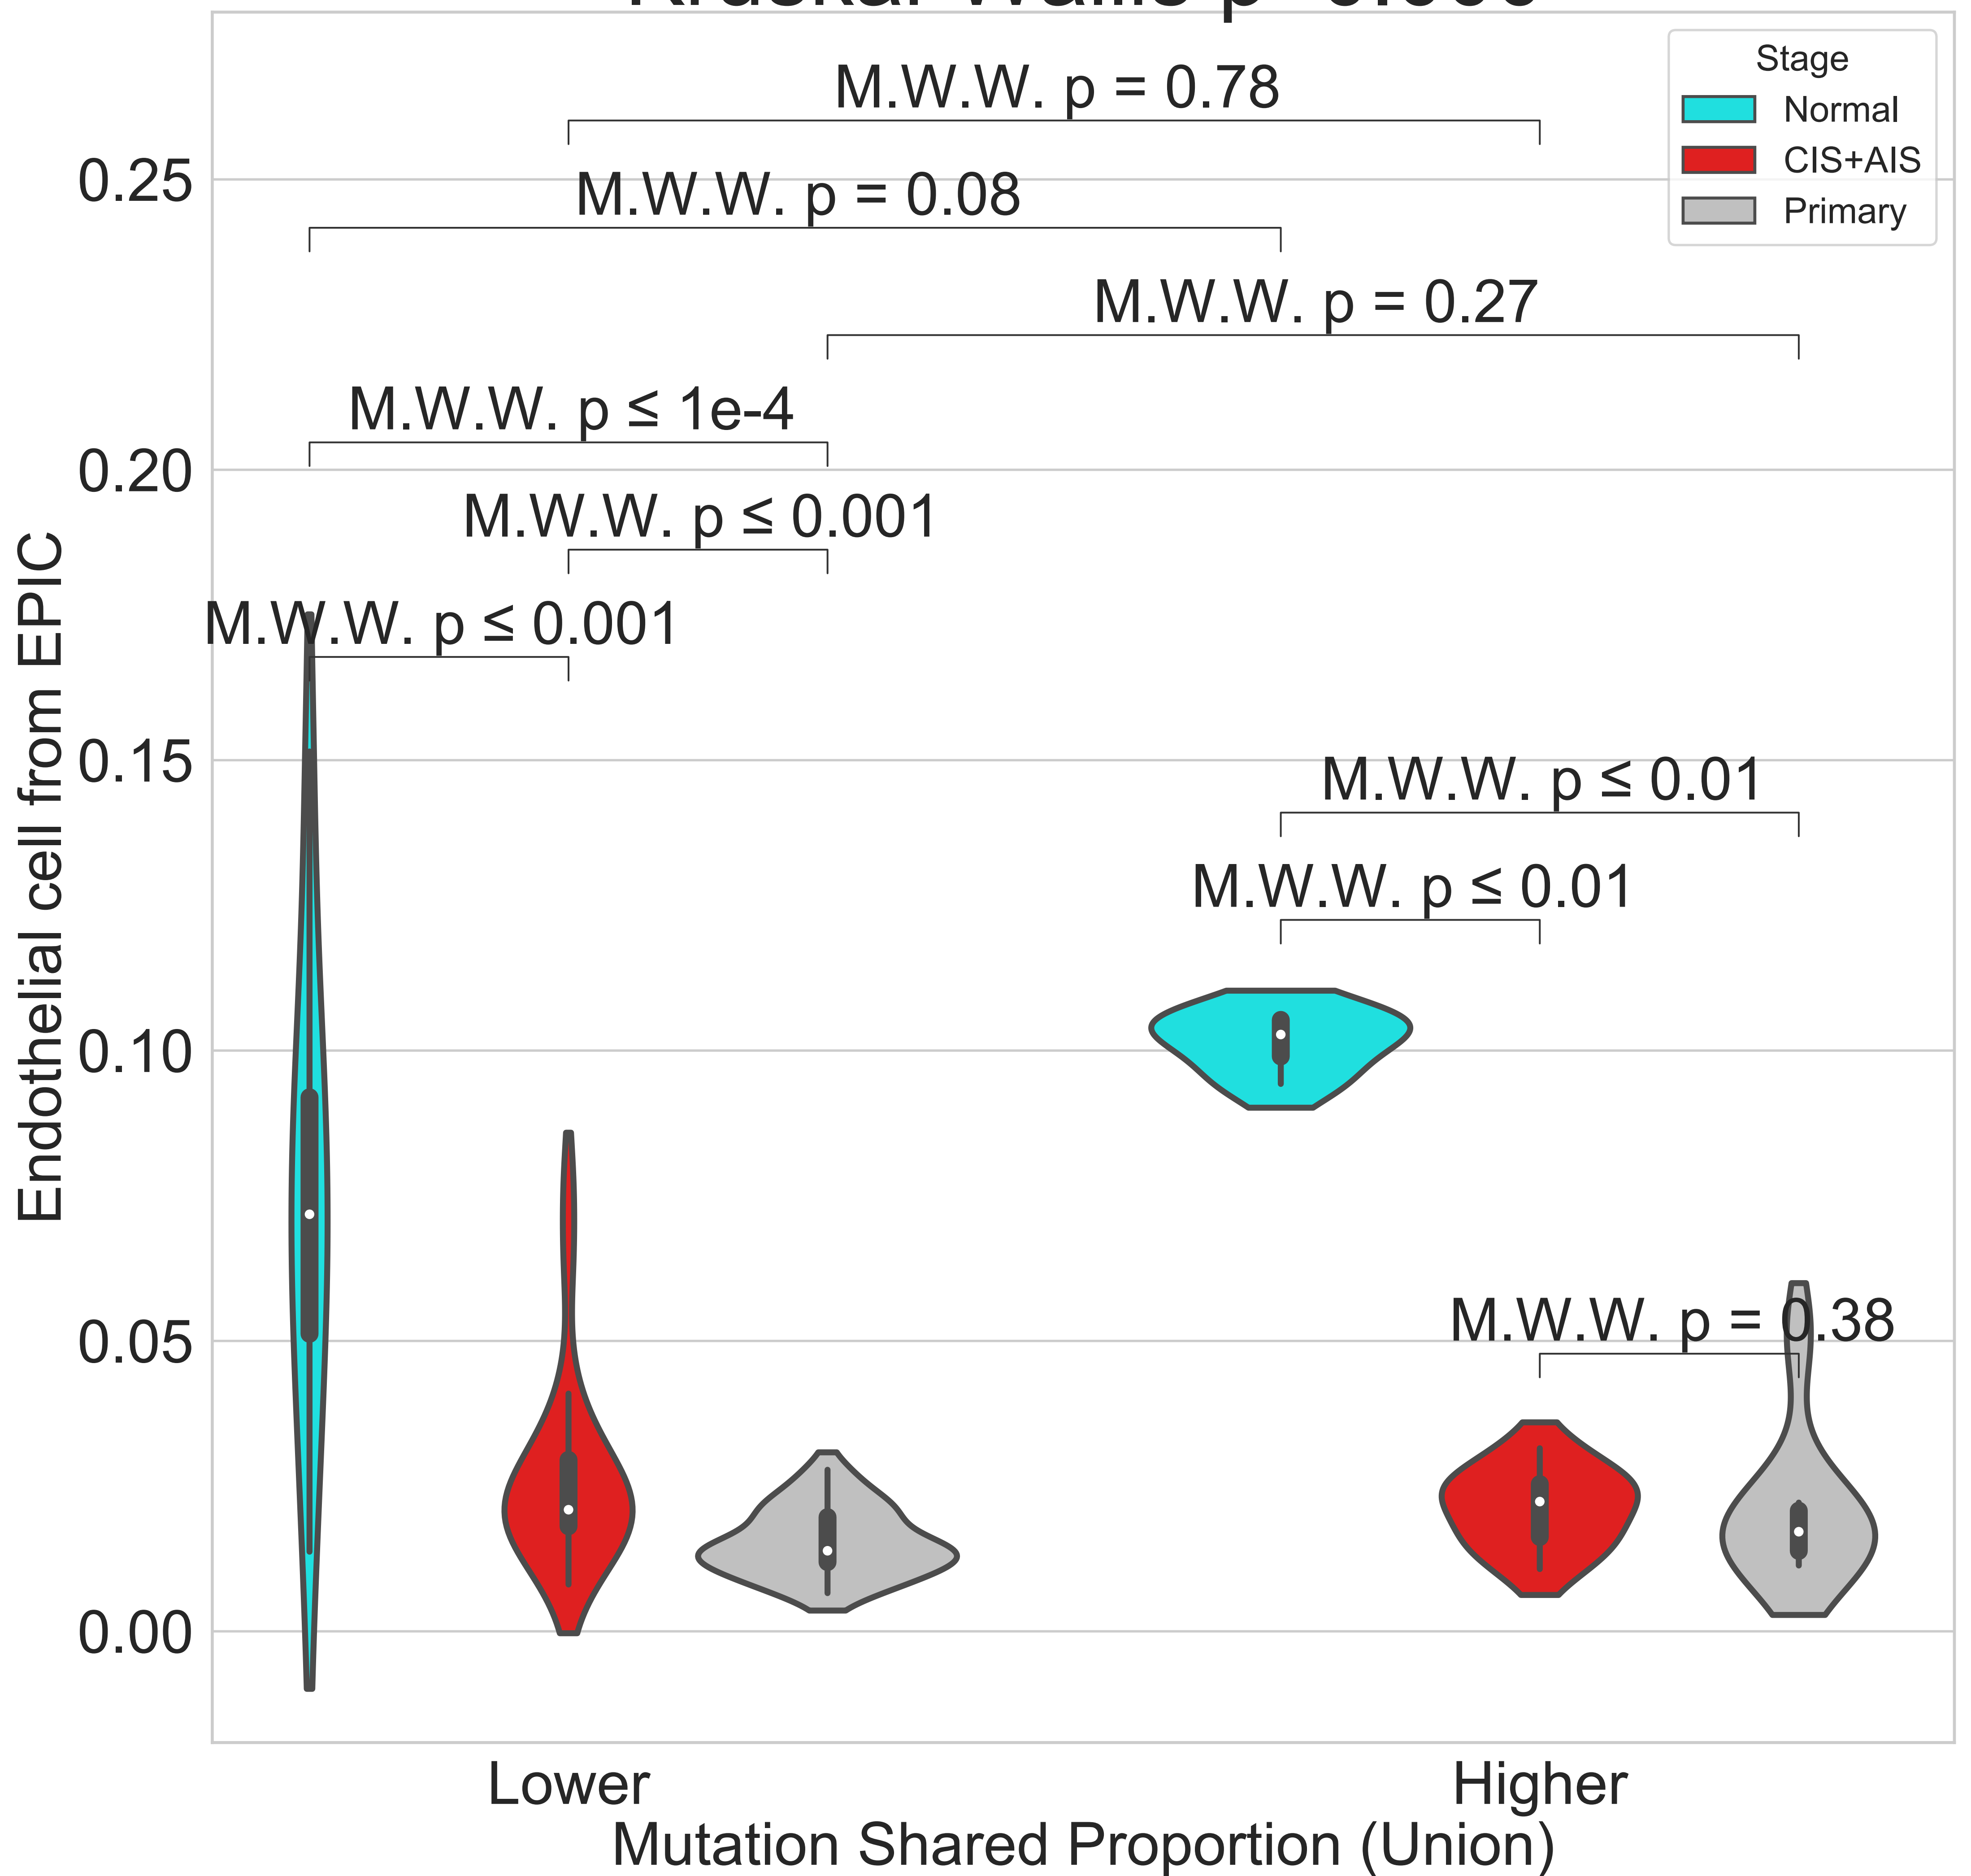 Stage
Normal
CIS+AIS
Primary
M.W.W. p = 0.78
M.W.W. p = 0.08
M.W.W. p = 0.27
M.W.W. p ≤ 1e-4
M.W.W. p ≤ 0.001
M.W.W. p ≤ 0.001
M.W.W. p ≤ 0.01
M.W.W. p ≤ 0.01
M.W.W. p = 0.38
0.25
0.20
0.15
0.10
0.05
0.00
Endothelial cell from EPIC
Lower
Higher
Mutation Shared Proportion (Union)